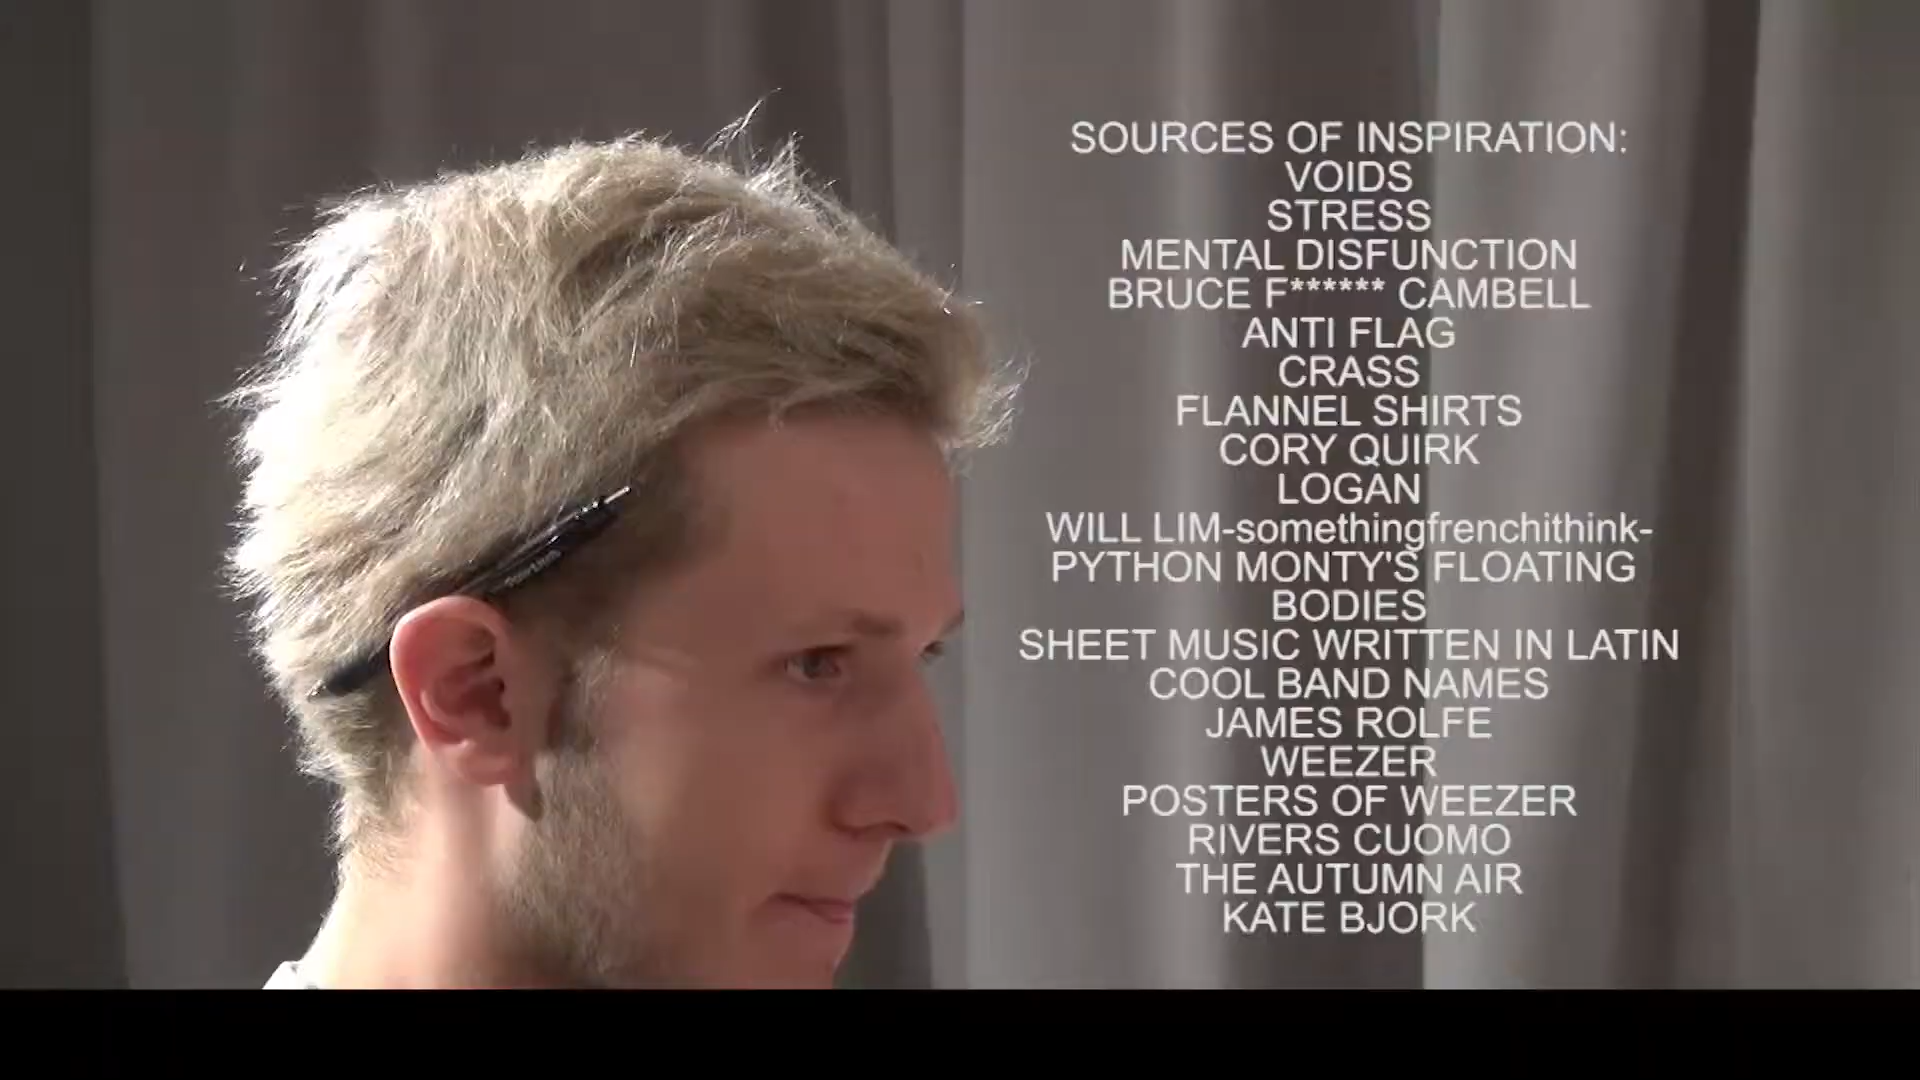 SOURCES OF INSPIRATION:
VOIDS
STRESS
MENTAL DISFUNCTION
BRUCE F****** CAMBELL
ANTI FLAG
CRASS
FLANNEL SHIRTS
CORY QUIRK
LOGAN
WILL LIM-somethingfrenchithink-
PYTHON MONTY'S FLOATING
BODIES
SHEET MUSIC WRITTEN IN LATIN
COOL BAND NAMES
JAMES ROLFE
WEEZER
POSTERS OF WEEZER
RIVERS CUOMO
THE AUTUMN AIR
KATE BJORK